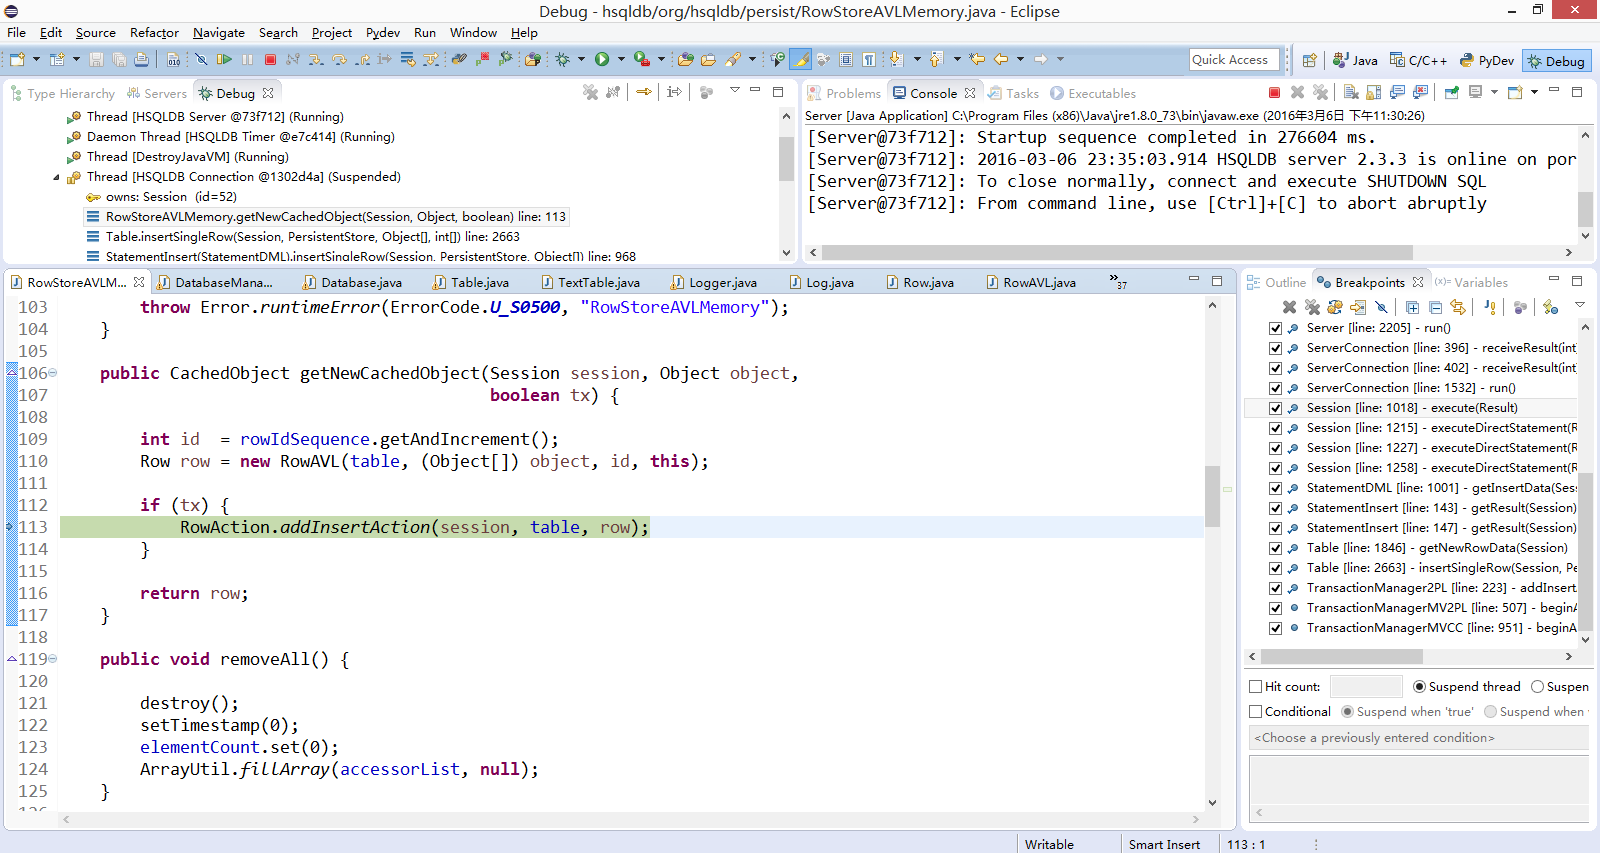 Debug - hsqldb/org/hsqldb/persist/RowStoreAVLMemory.java - Eclipse
File Edit Source Refactor Navigate Search Project Pydev Run Window Help
Quick Access Java C/C++ PyDev Debug
Type Hierarchy Servers Debug
Thread [HSQLDB Server @73f712] (Running)
Daemon Thread [HSQLDB Timer @e7c414] (Running)
Thread [DestroyJavaVM] (Running)
Thread [HSQLDB Connection @1302d4a] (Suspended)
owns: Session (id=52)
RowStoreAVLMemory.getNewCachedObject(Session, Object, boolean) line: 113
Table.insertSingleRow(Session, PersistentStore, Object[], int[]) line: 2663
StatementInsert(StatementDML).insertSingleRow(Session, PersistentStore, Object[]) line: 968
Problems Console Tasks Executables
Server [Java Application] C:\Program Files (x86)\Java\jre1.8.0_73\bin\javaw.exe (2016年3月6日 下午11:30:26)
[Server@73f712]: Startup sequence completed in 276604 ms.
[Server@73f712]: 2016-03-06 23:35:03.914 HSQLDB server 2.3.3 is online on por
[Server@73f712]: To close normally, connect and execute SHUTDOWN SQL
[Server@73f712]: From command line, use [Ctrl]+[C] to abort abruptly
RowStoreAVLM... DatabaseMana... Database.java Table.java TextTable.java Logger.java Log.java Row.java RowAVL.java »37
103 throw Error.runtimeError(ErrorCode.U_S0500, "RowStoreAVLMemory");
104 }
105
106 public CachedObject getNewCachedObject(Session session, Object object,
107 boolean tx) {
108
109 int id = rowIdSequence.getAndIncrement();
110 Row row = new RowAVL(table, (Object[]) object, id, this);
111
112 if (tx) {
113 RowAction.addInsertAction(session, table, row);
114 }
115
116 return row;
117 }
118
119 public void removeAll() {
120
121 destroy();
122 setTimestamp(0);
123 elementCount.set(0);
124 ArrayUtil.fillArray(accessorList, null);
125 }
126
Outline Breakpoints (x)= Variables
Server [line: 2205] - run()
ServerConnection [line: 396] - receiveResult(int
ServerConnection [line: 402] - receiveResult(int
ServerConnection [line: 1532] - run()
Session [line: 1018] - execute(Result)
Session [line: 1215] - executeDirectStatement(R
Session [line: 1227] - executeDirectStatement(R
Session [line: 1258] - executeDirectStatement(R
StatementDML [line: 1001] - getInsertData(Sess
StatementInsert [line: 143] - getResult(Session)
StatementInsert [line: 147] - getResult(Session)
Table [line: 1846] - getNewRowData(Session)
Table [line: 2663] - insertSingleRow(Session, Pe
TransactionManager2PL [line: 223] - addInsert
TransactionManagerMV2PL [line: 507] - beginA
TransactionManagerMVCC [line: 951] - beginA
Hit count: Suspend thread Suspen
Conditional Suspend when 'true' Suspend when
<Choose a previously entered condition>
Writable Smart Insert 113 : 1